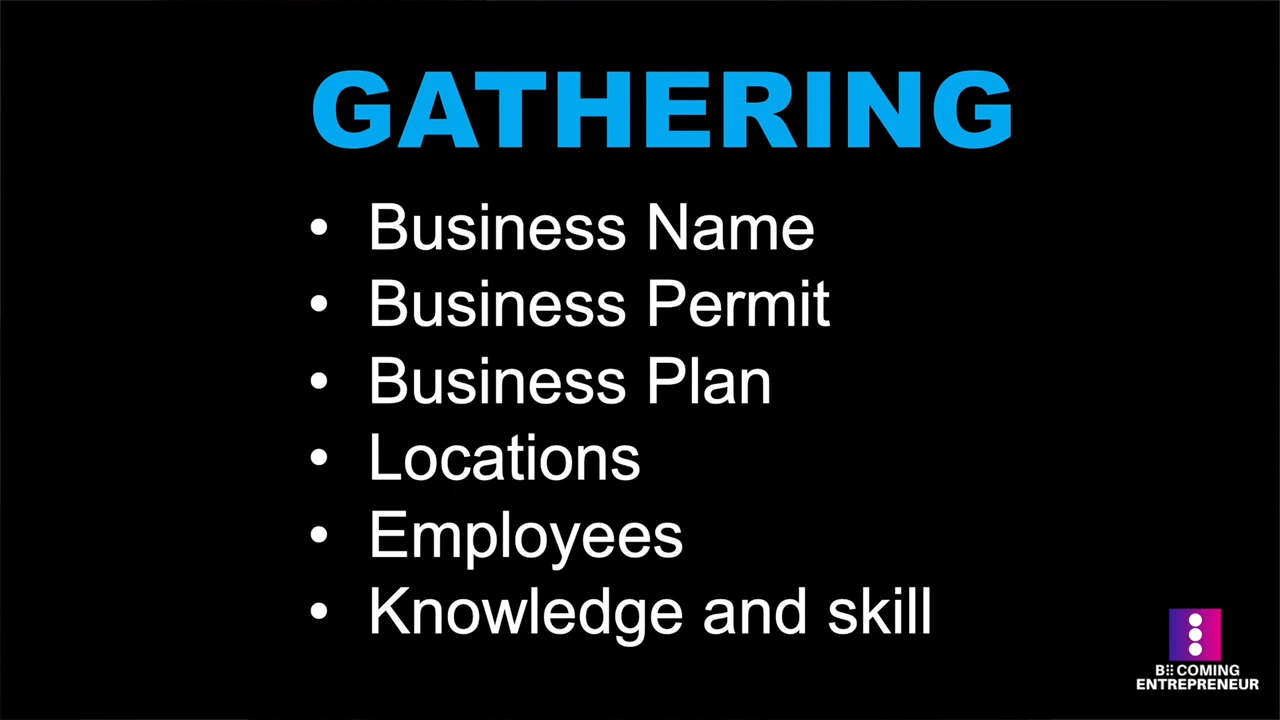 GATHERING
• Business Name
• Business Permit
• Business Plan
• Locations
• Employees
• Knowledge and skill
B⠿COMING
ENTREPRENEUR